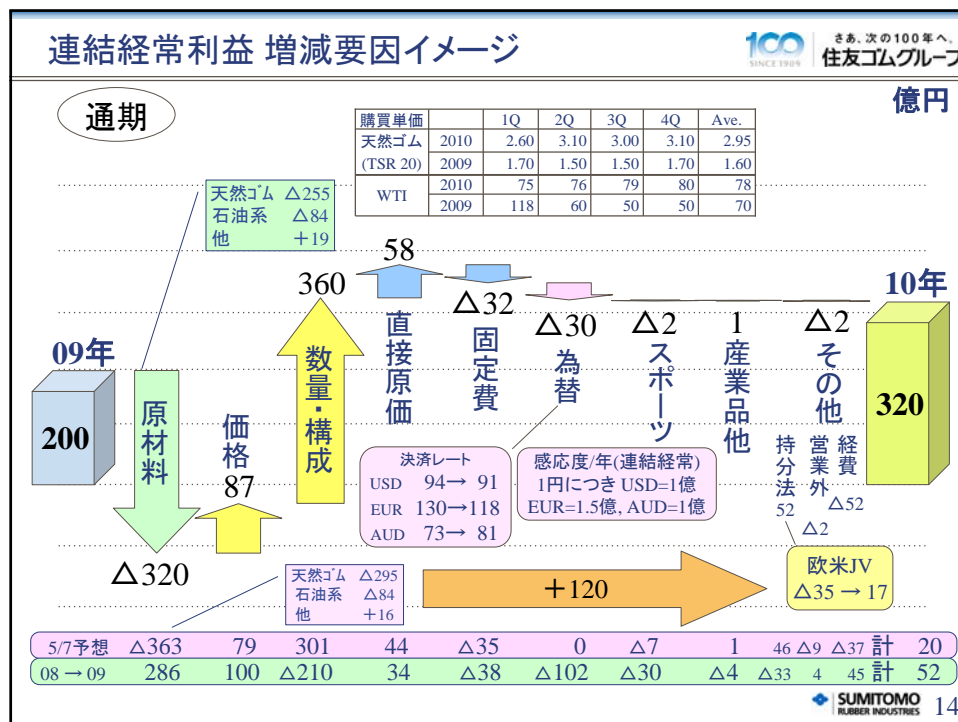 連結経常利益 増減要因イメージ
100
SINCE 1909
さあ、次の100年へ。
住友ゴムグループ
億円
通期
購買単価 1Q 2Q 3Q 4Q Ave.
天然ゴム 2010 2.60 3.10 3.00 3.10 2.95
(TSR 20) 2009 1.70 1.50 1.50 1.70 1.60
WTI 2010 75 76 79 80 78
2009 118 60 50 50 70
天然ｺﾞﾑ △255
石油系 △84
他 +19
09年
200
原材料
△320
価格
87
360
数量・構成
58
直接原価
△32
固定費
△30
為替
△2
スポーツ
1
産業品他
△2
その他
持分法
52
営業外
△2
経費
△52
10年
320
決済レート
USD 94→ 91
EUR 130→118
AUD 73→ 81
感応度/年(連結経常)
1円につき USD=1億
EUR=1.5億, AUD=1億
欧米JV
△35 → 17
天然ｺﾞﾑ △295
石油系 △84
他 +16
+120
5/7予想 △363 79 301 44 △35 0 △7 1 46 △9 △37 計 20
08 → 09 286 100 △210 34 △38 △102 △30 △4 △33 4 45 計 52
SUMITOMO
RUBBER INDUSTRIES
14